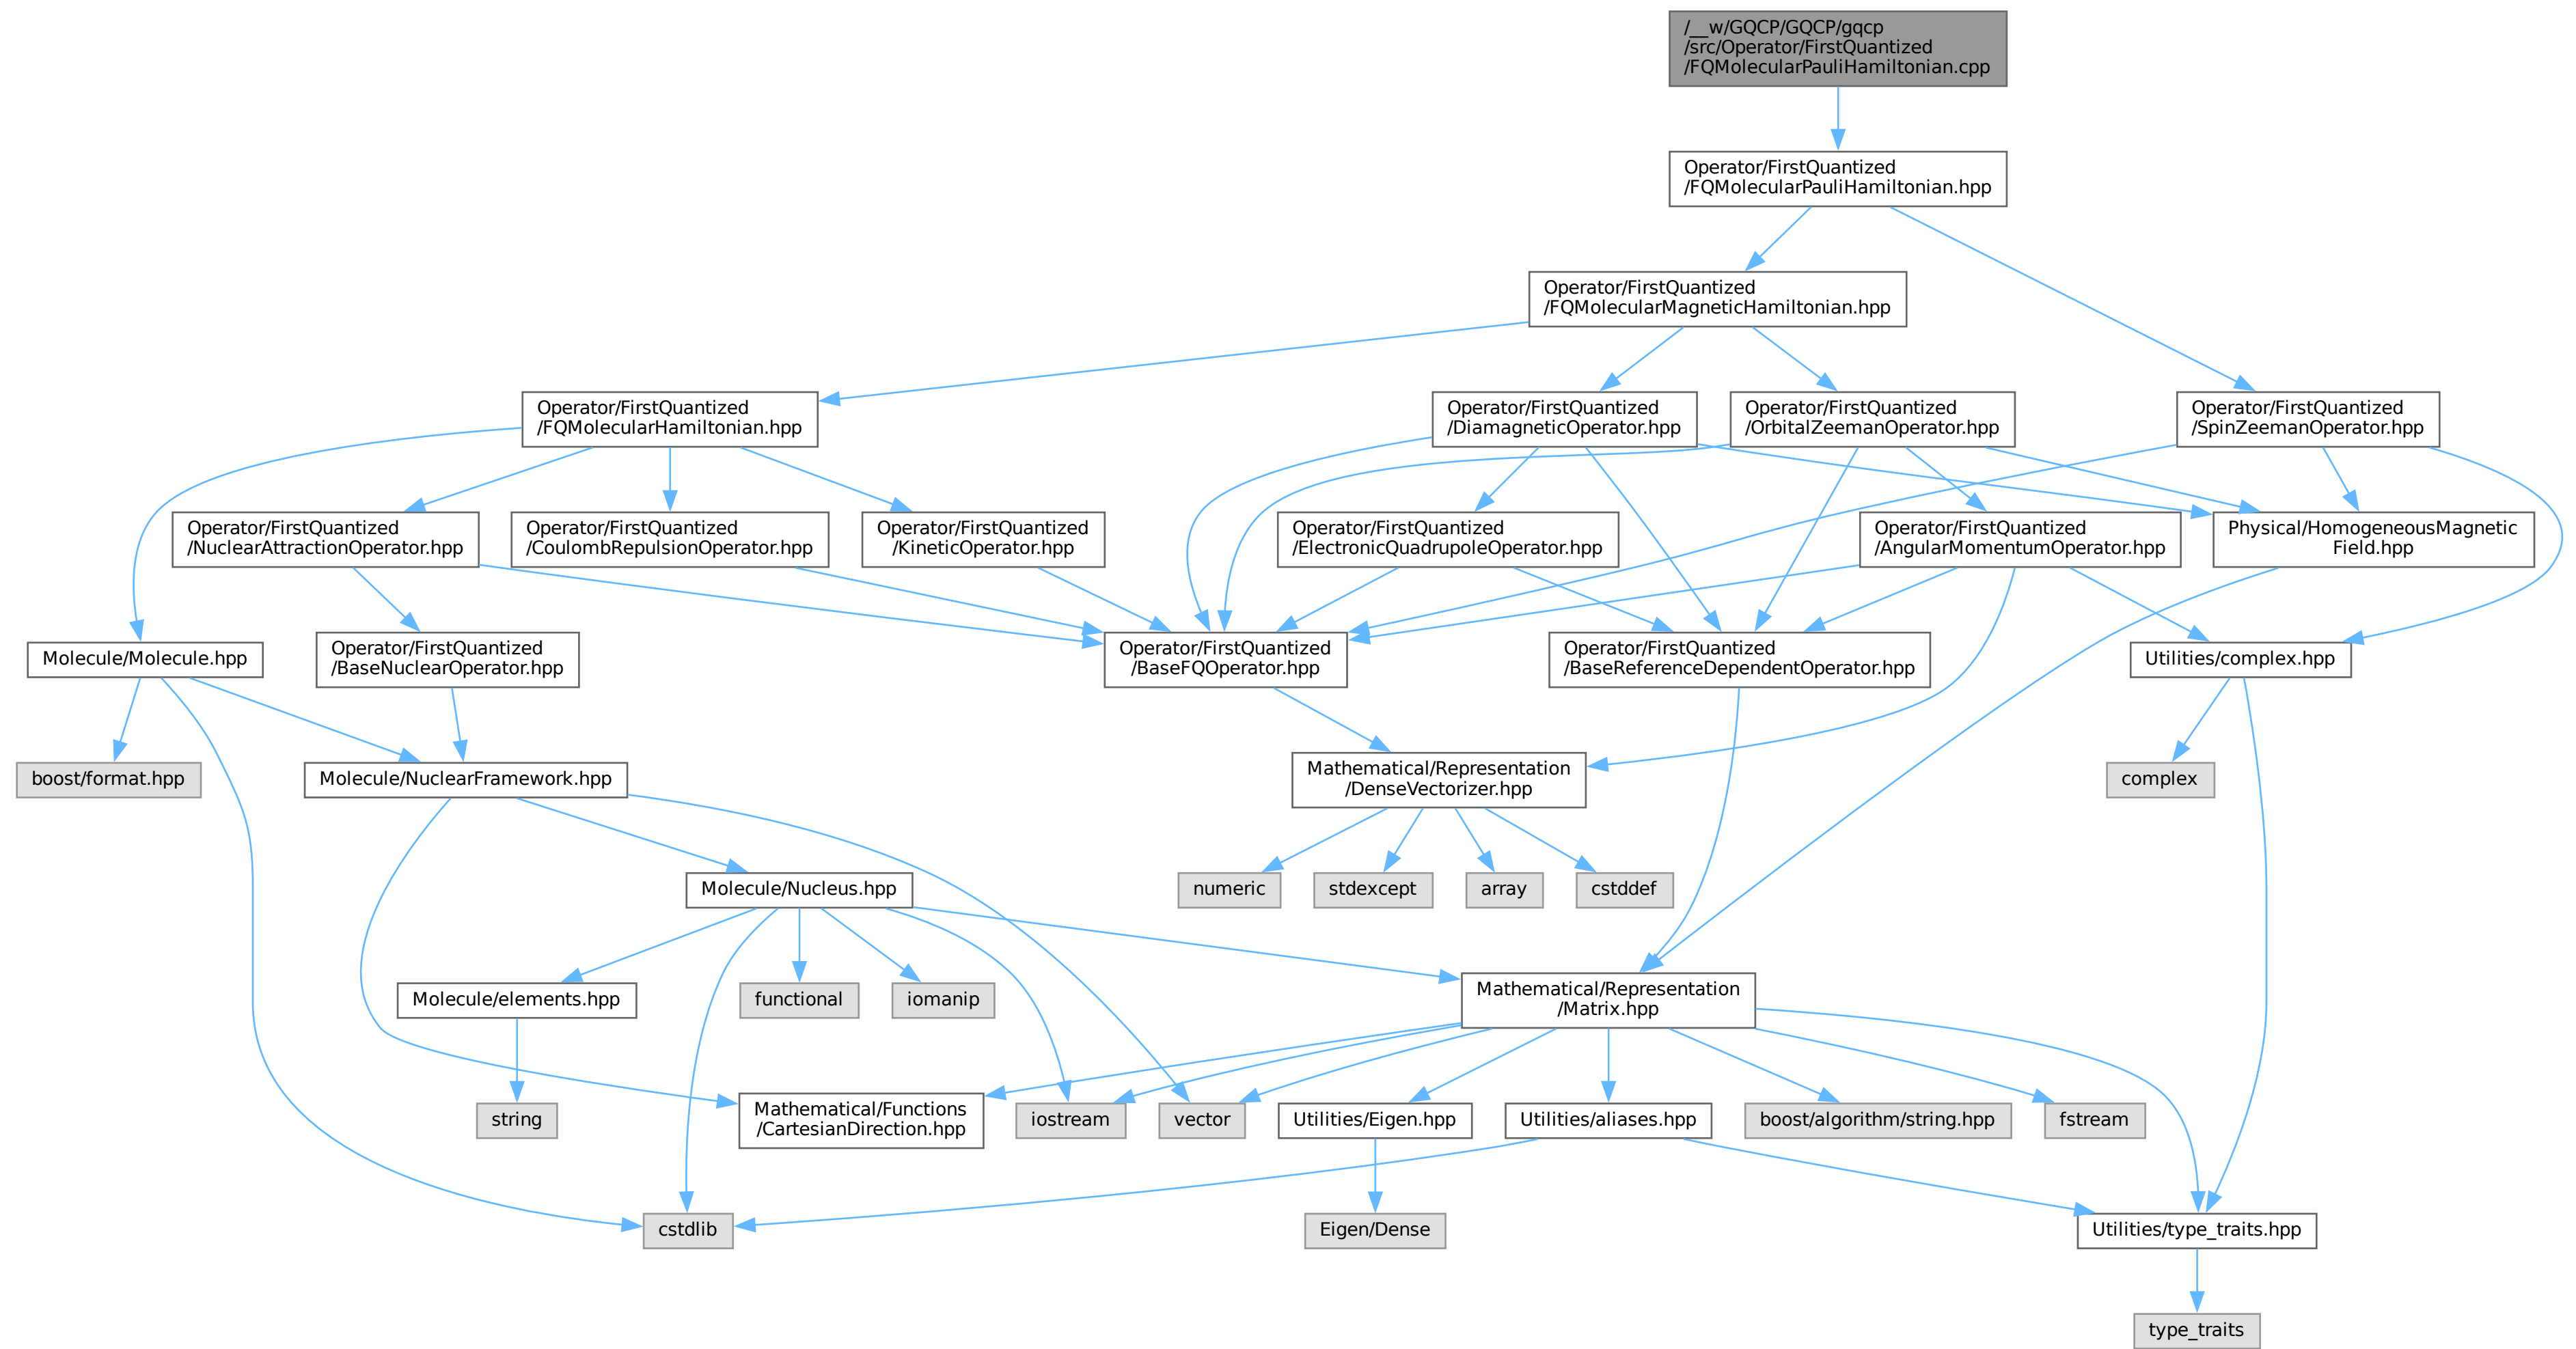 /__w/GQCP/GQCP/gqcp
/src/Operator/FirstQuantized
/FQMolecularPauliHamiltonian.cpp
Operator/FirstQuantized
/FQMolecularPauliHamiltonian.hpp
Operator/FirstQuantized
/FQMolecularMagneticHamiltonian.hpp
Operator/FirstQuantized
/FQMolecularHamiltonian.hpp
Operator/FirstQuantized
/DiamagneticOperator.hpp
Operator/FirstQuantized
/OrbitalZeemanOperator.hpp
Operator/FirstQuantized
/SpinZeemanOperator.hpp
Operator/FirstQuantized
/NuclearAttractionOperator.hpp
Operator/FirstQuantized
/CoulombRepulsionOperator.hpp
Operator/FirstQuantized
/KineticOperator.hpp
Operator/FirstQuantized
/ElectronicQuadrupoleOperator.hpp
Operator/FirstQuantized
/AngularMomentumOperator.hpp
Physical/HomogeneousMagnetic
Field.hpp
Molecule/Molecule.hpp
Operator/FirstQuantized
/BaseNuclearOperator.hpp
Operator/FirstQuantized
/BaseFQOperator.hpp
Operator/FirstQuantized
/BaseReferenceDependentOperator.hpp
Utilities/complex.hpp
boost/format.hpp
Molecule/NuclearFramework.hpp
Mathematical/Representation
/DenseVectorizer.hpp
complex
Molecule/Nucleus.hpp
numeric
stdexcept
array
cstddef
Molecule/elements.hpp
functional
iomanip
Mathematical/Representation
/Matrix.hpp
string
Mathematical/Functions
/CartesianDirection.hpp
iostream
vector
Utilities/Eigen.hpp
Utilities/aliases.hpp
boost/algorithm/string.hpp
fstream
cstdlib
Eigen/Dense
Utilities/type_traits.hpp
type_traits